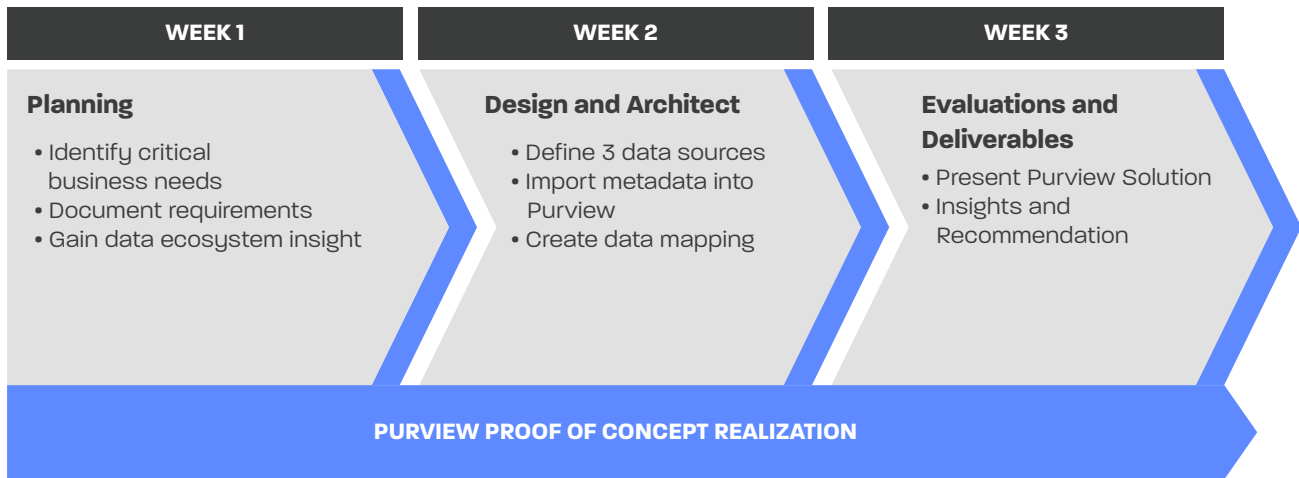 WEEK 1
WEEK 2
WEEK 3
Planning
• Identify critical
business needs
• Document requirements
• Gain data ecosystem insight
Design and Architect
• Define 3 data sources
• Import metadata into
Purview
• Create data mapping
Evaluations and
Deliverables
• Present Purview Solution
• Insights and
Recommendation
PURVIEW PROOF OF CONCEPT REALIZATION